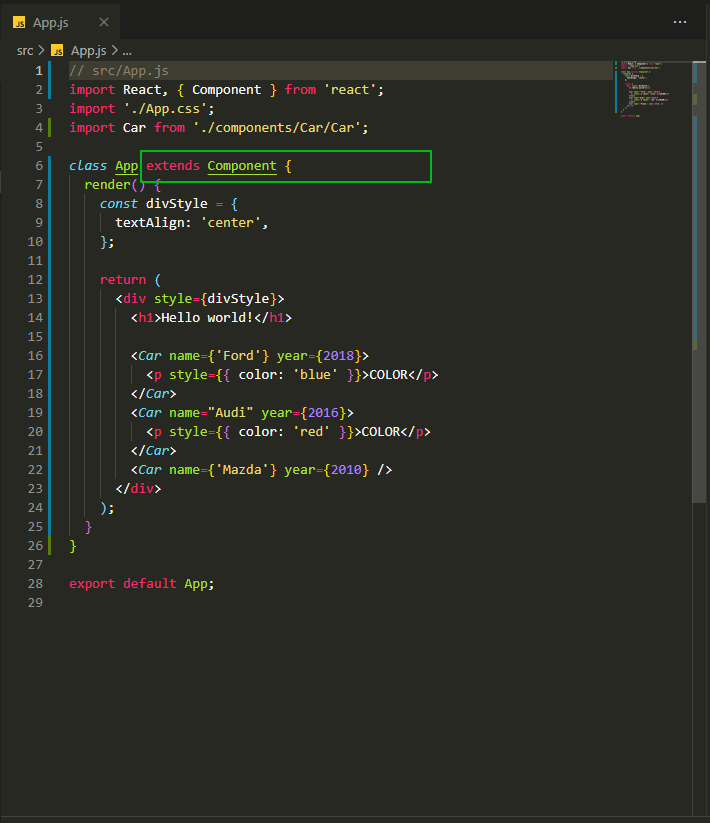 JS App.js × ...
src > JS App.js > ...
1 // src/App.js
2 import React, { Component } from 'react';
3 import './App.css';
4 import Car from './components/Car/Car';
5
6 class App extends Component {
7   render() {
8     const divStyle = {
9       textAlign: 'center',
10     };
11
12     return (
13       <div style={divStyle}>
14         <h1>Hello world!</h1>
15
16         <Car name={'Ford'} year={2018}>
17           <p style={{ color: 'blue' }}>COLOR</p>
18         </Car>
19         <Car name="Audi" year={2016}>
20           <p style={{ color: 'red' }}>COLOR</p>
21         </Car>
22         <Car name={'Mazda'} year={2010} />
23       </div>
24     );
25   }
26 }
27
28 export default App;
29